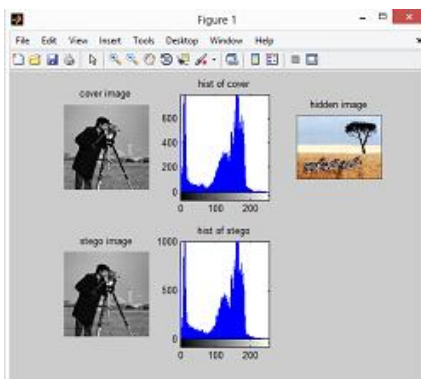 Figure 1
File Edit View Insert Tools Desktop Window Help
cover image
hist of cover
hidden image
600
400
200
0
0 100 200
stego image
hist of stego
1000
500
0
0 100 200